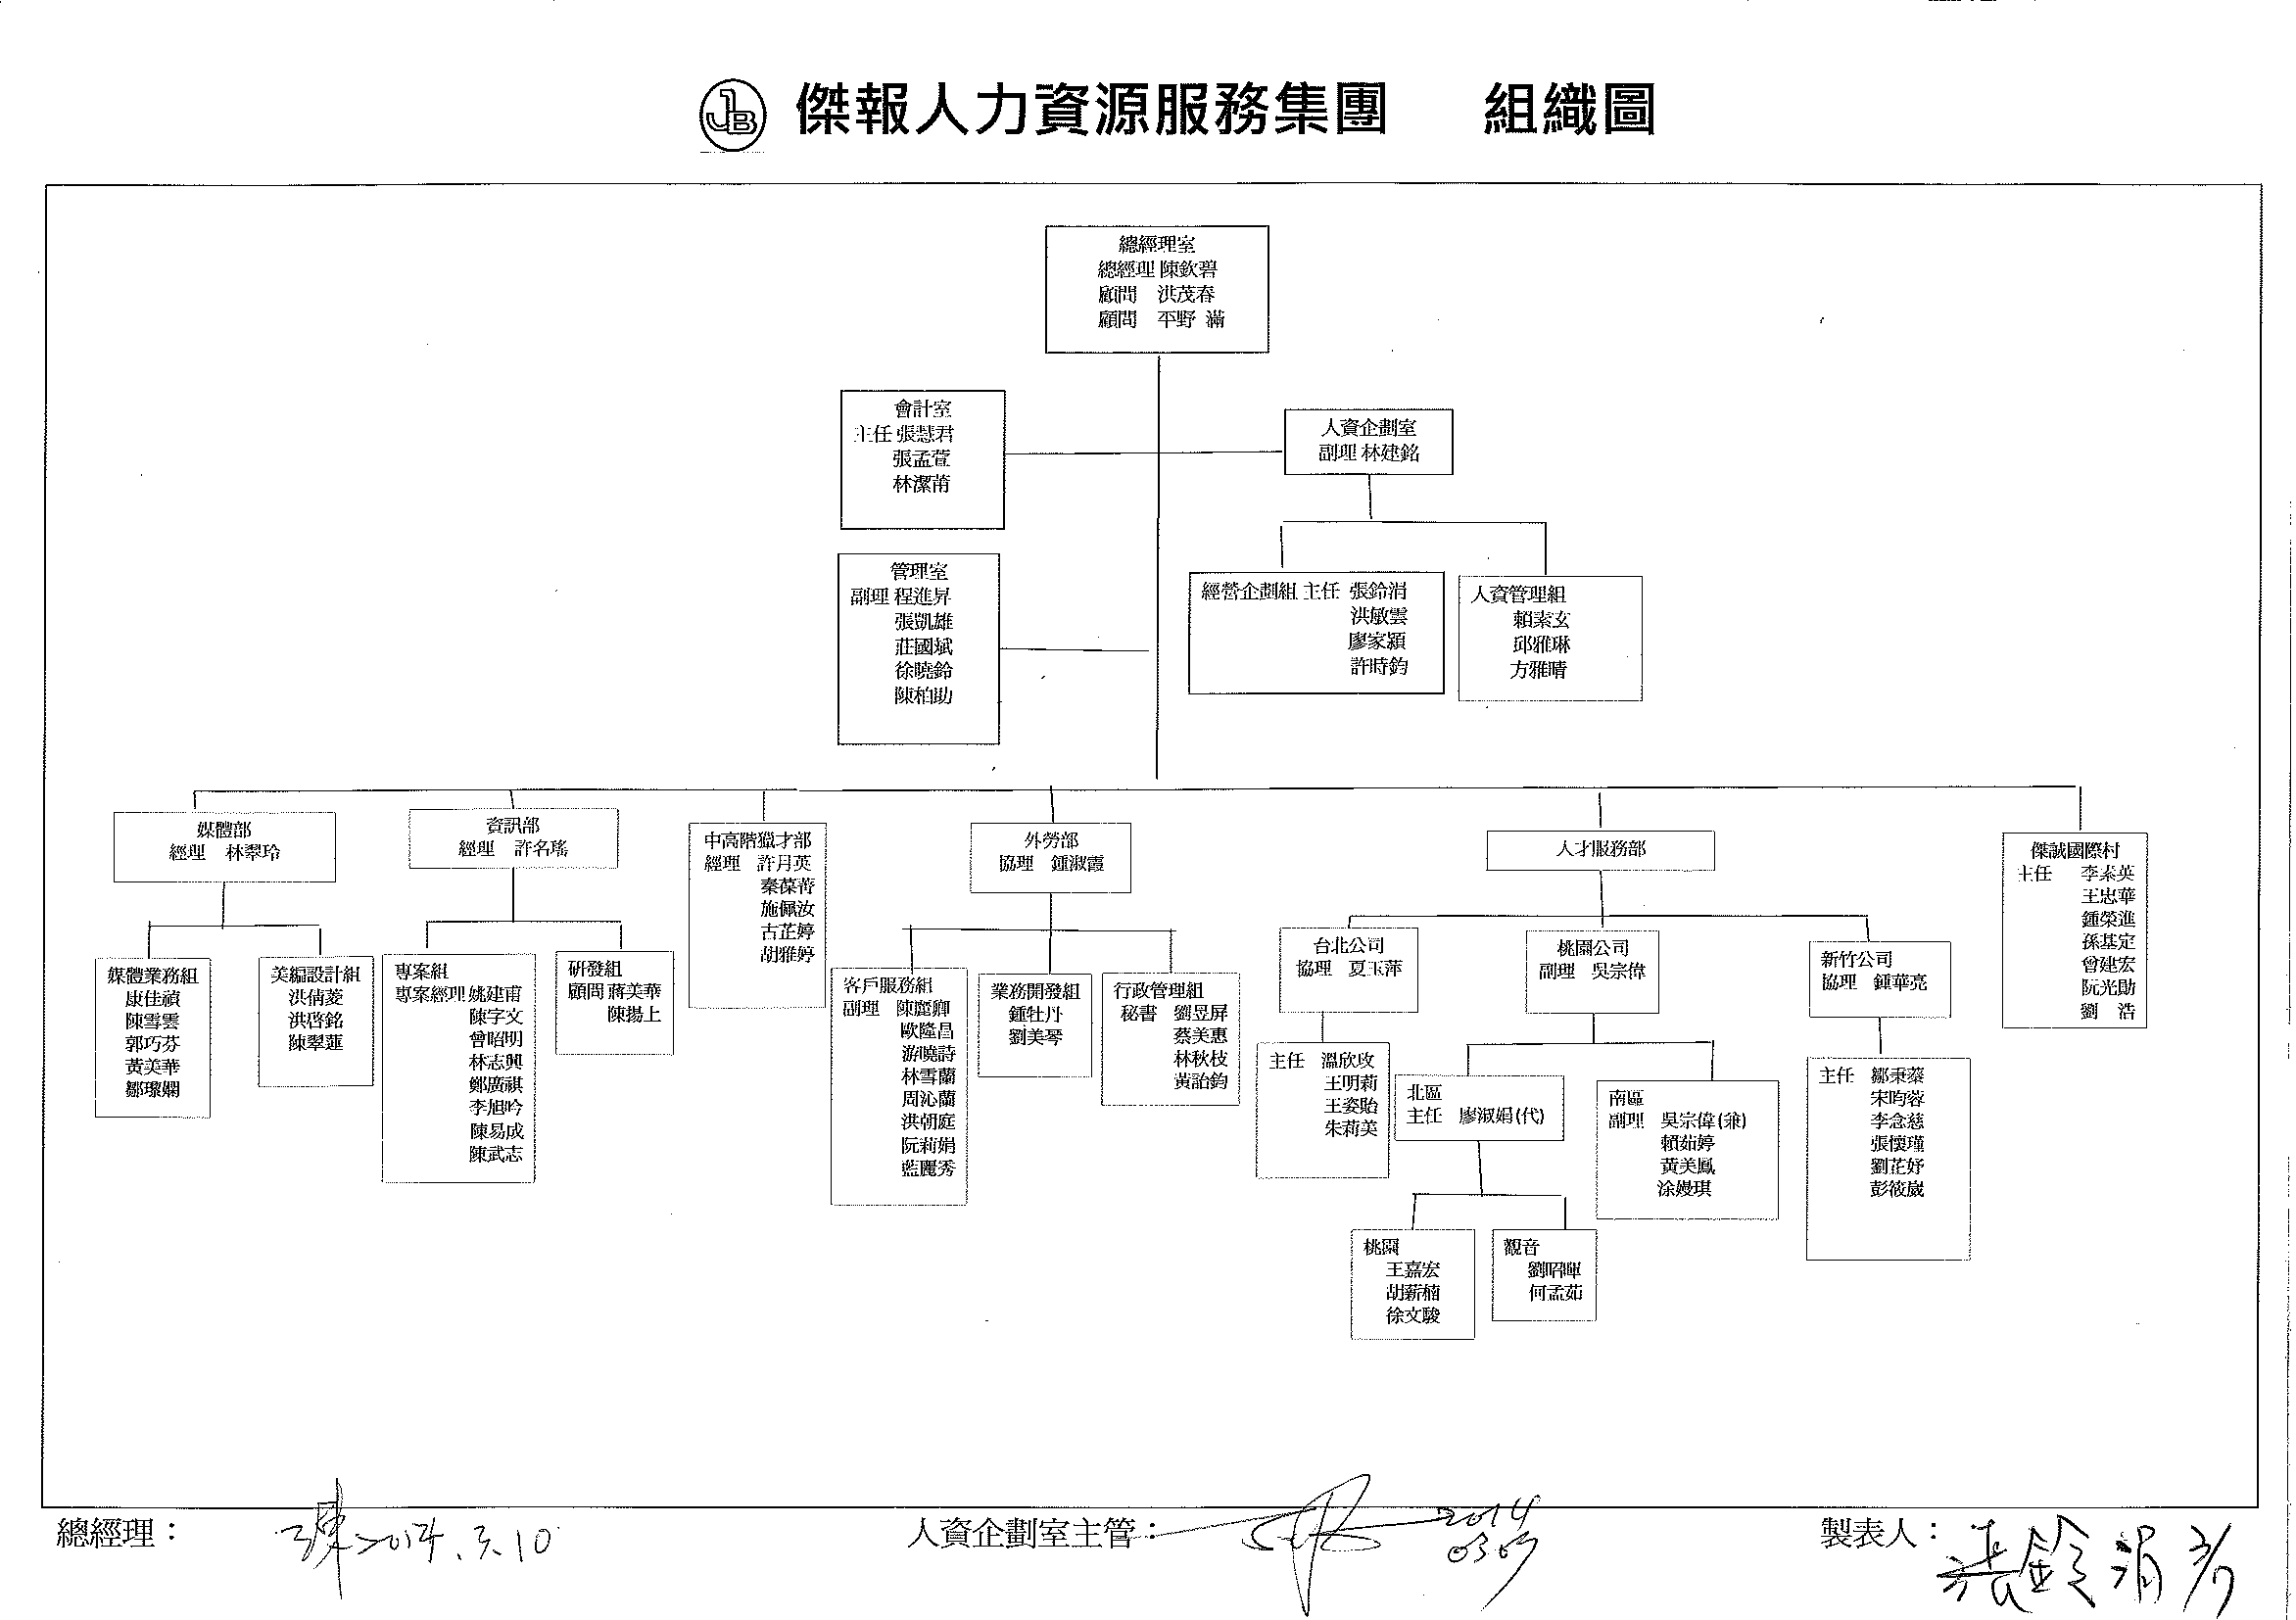 JB 傑報人力資源服務集團 組織圖
總經理室
總經理 陳欽碧
顧問 洪茂春
顧問 平野 滿
會計室
主任 張慧君
張孟萱
林潔莆
人資企劃室
副理 林建銘
管理室
副理 程進昇
張凱雄
莊國斌
徐曉鈴
陳柏勛
經營企劃組 主任 張鈴涓
洪敏雲
廖家潁
許時鈞
人資管理組
賴素玄
邱雅琳
方雅晴
媒體部
經理 林翠玲
媒體業務組
康佳禎
陳雪雲
郭巧芬
黃美華
鄒瓈嫻
美編設計組
洪倩菱
洪啓銘
陳翠蓮
資訊部
經理 許名瑤
專案組
專案經理 姚建甫
陳字文
曾昭明
林志興
鄭廣祺
李旭吟
陳易成
陳武志
研發組
顧問 蔣美華
陳揚上
中高階獵才部
經理 許月英
秦葆菁
施佩汝
古芷婷
胡雅婷
外勞部
協理 鍾淑霞
客戶服務組
副理 陳麗卿
歐隆昌
游曉詩
林雪蘭
周沁蘭
洪朝庭
阮莉娟
藍麗秀
業務開發組
鍾牡丹
劉美琴
行政管理組
秘書 劉昱屏
蔡美惠
林秋枝
黃詒鈞
人才服務部
台北公司
協理 夏玉萍
主任 溫欣玫
王明莉
王姿貽
朱莉美
桃園公司
副理 吳宗偉
北區
主任 廖淑娟(代)
桃園
王嘉宏
胡薪楠
徐文駿
觀音
劉昭暉
何孟茹
南區
副理 吳宗偉(兼)
賴茹婷
黃美鳳
涂嫚琪
新竹公司
協理 鍾華亮
主任 鄒秉蓁
宋昀蓉
李念慈
張懷瑾
劉芷妤
彭筱崴
傑誠國際村
主任 李素英
王忠華
鍾榮進
孫基定
曾建宏
阮光勛
劉 浩
總經理： 陳 2014.3.10
人資企劃室主管： 2014
03.07
製表人： 張鈴涓 3/7